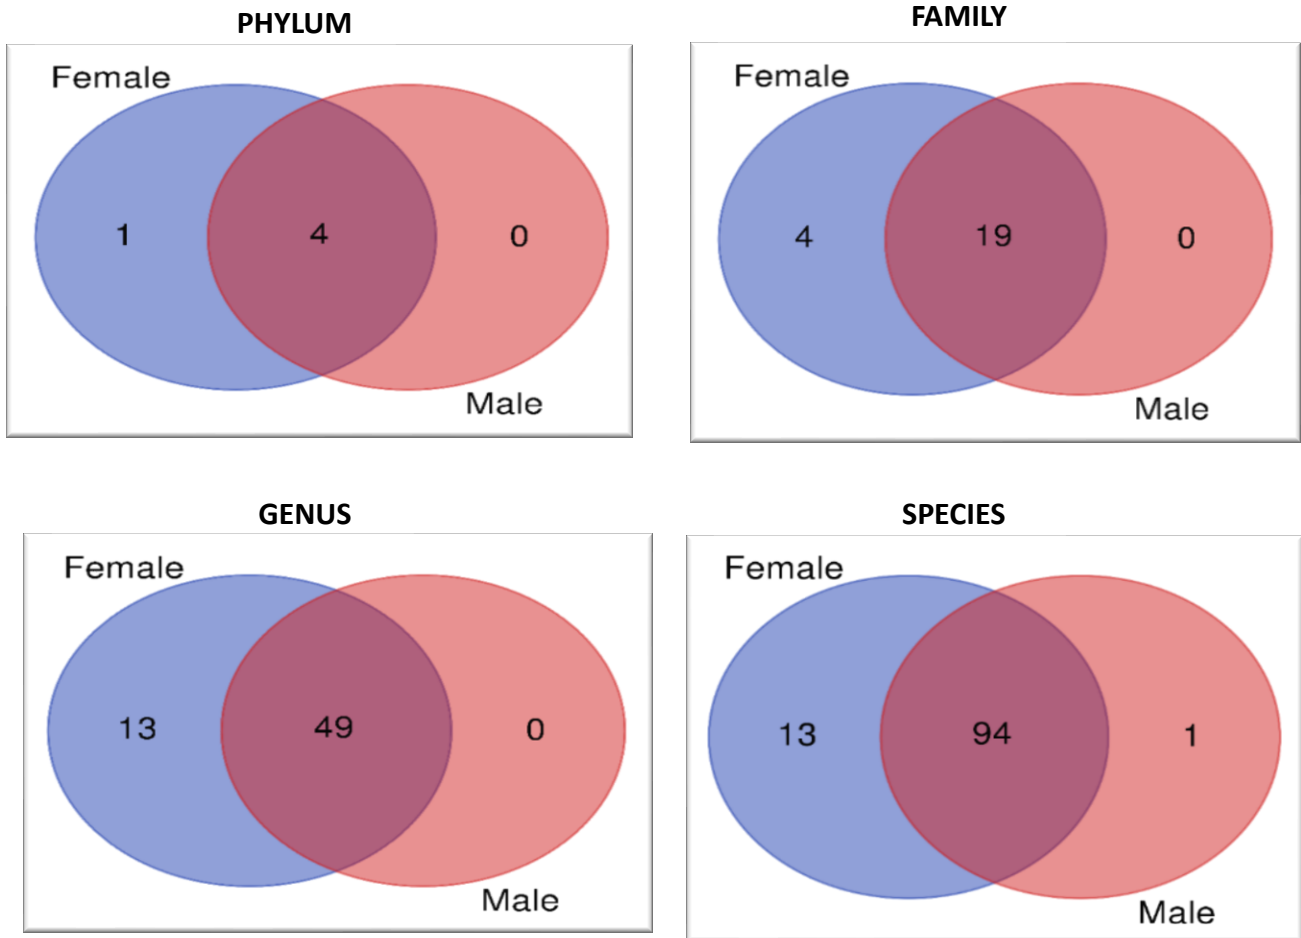 PHYLUM
Female
1 4 0
Male
FAMILY
Female
4 19 0
Male
GENUS
Female
13 49 0
Male
SPECIES
Female
13 94 1
Male